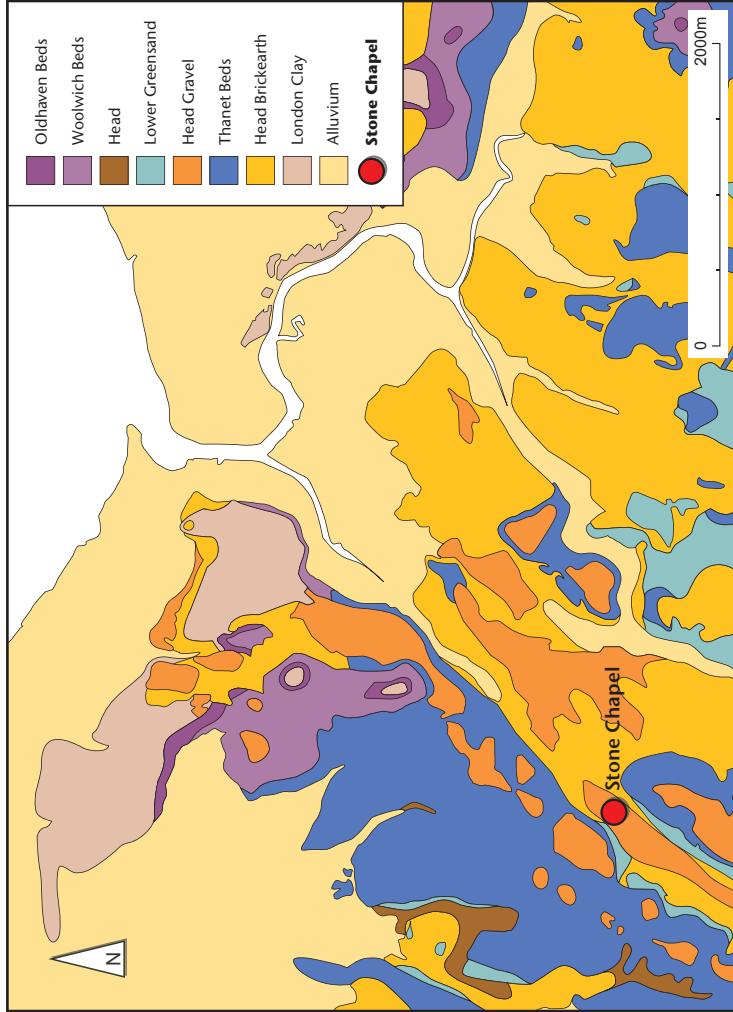 Oldhaven Beds
Woolwich Beds
Head
Lower Greensand
Head Gravel
Thanet Beds
Head Brickearth
London Clay
Alluvium
Stone Chapel
N
Stone Chapel
0
2000m